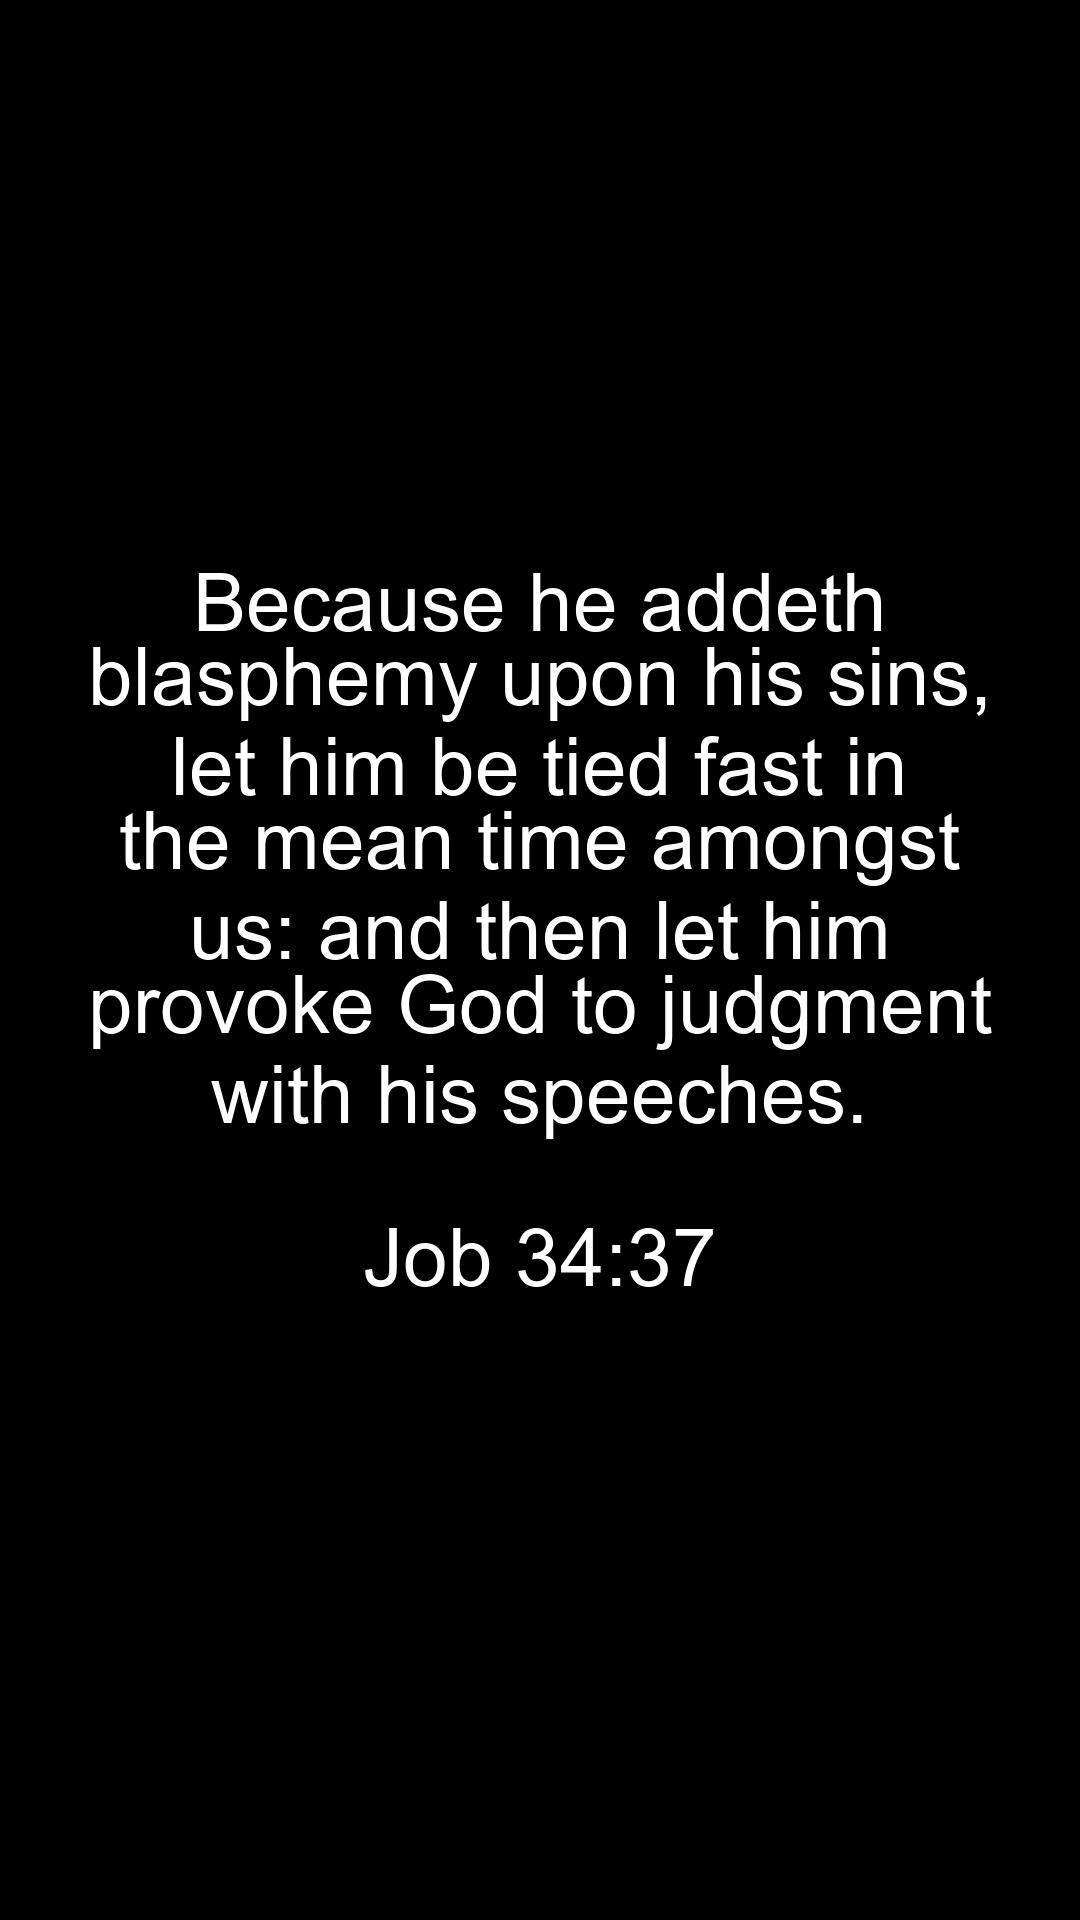 Because he addeth
blasphemy upon his sins,
let him be tied fast in
the mean time amongst
us: and then let him
provoke God to judgment
with his speeches.
Job 34:37